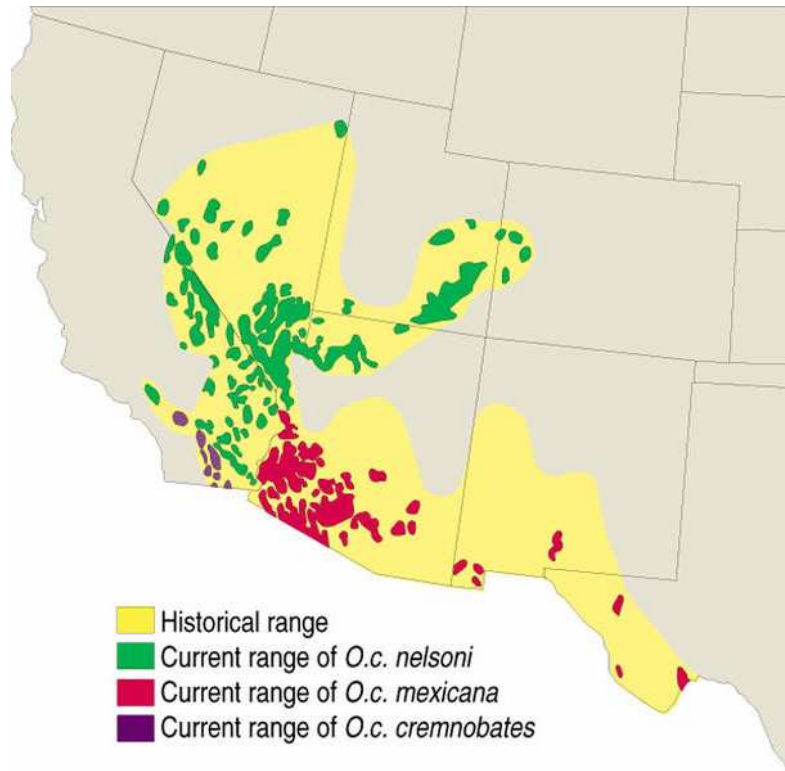 Historical range
Current range of O.c. nelsoni
Current range of O.c. mexicana
Current range of O.c. cremnobates